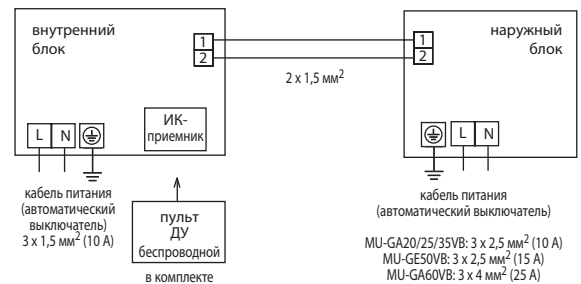 внутренний
блок
1
2
L N
ИК-
приемник
кабель питания
(автоматический
выключатель)
3 x 1,5 мм² (10 А)
пульт
ДУ
беспроводной
в комплекте
2 x 1,5 мм²
наружный
блок
1
2
L N
кабель питания
(автоматический выключатель)
MU-GA20/25/35VB: 3 x 2,5 мм² (10 А)
MU-GE50VB: 3 x 2,5 мм² (15 А)
MU-GA60VB: 3 x 4 мм² (25 А)